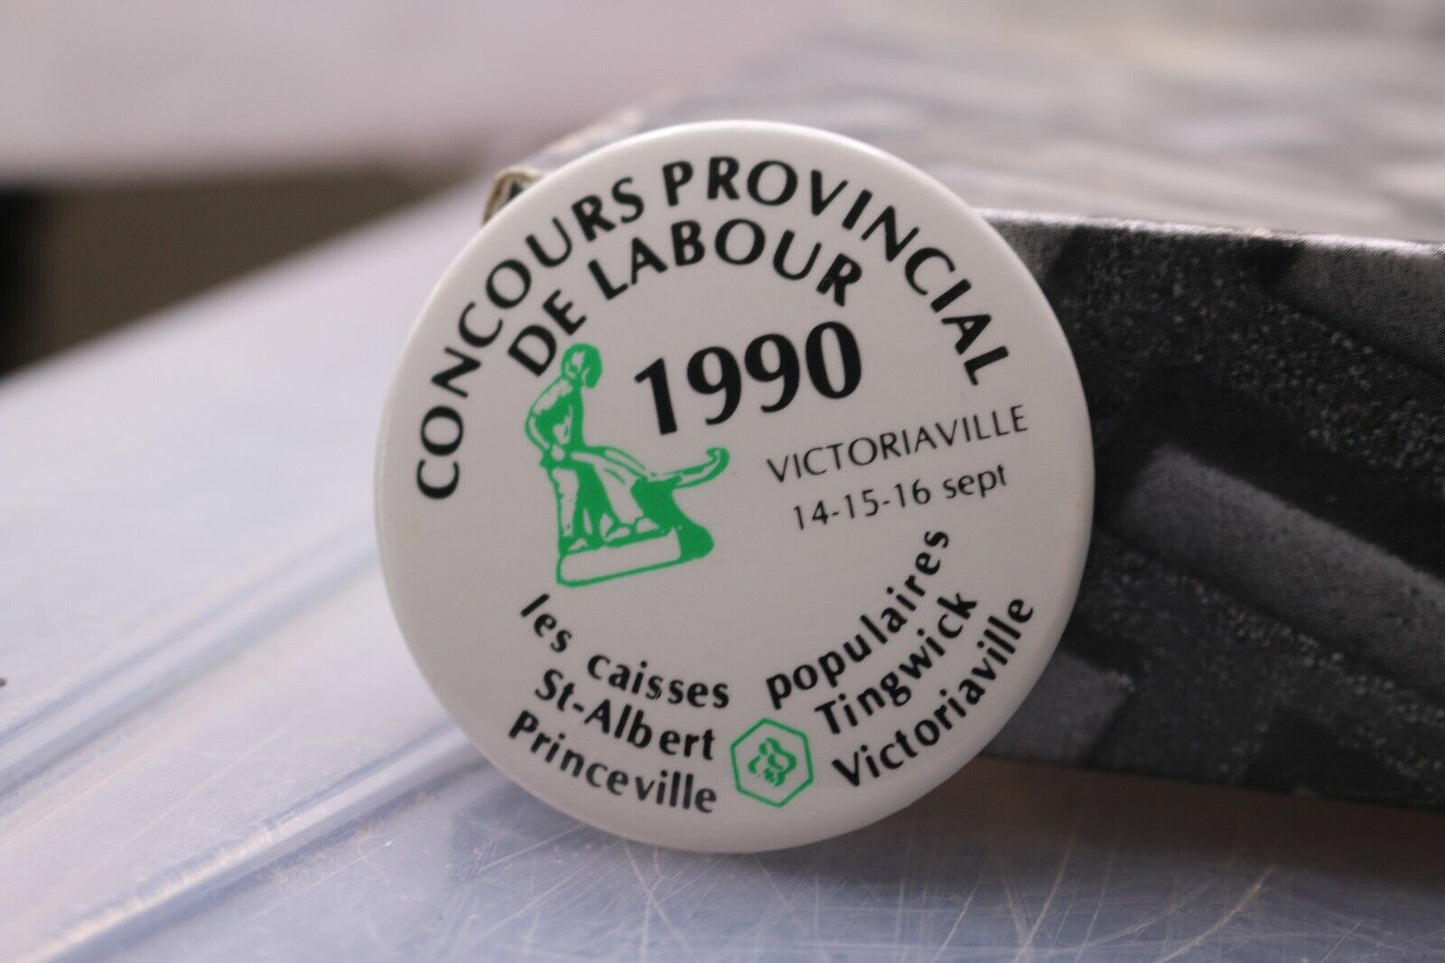 CONCOURS PROVINCIAL
DE LABOUR
1990
VICTORIAVILLE
14-15-16 sept
les caisses populaires
St-Albert Tingwick
Princeville Victoriaville